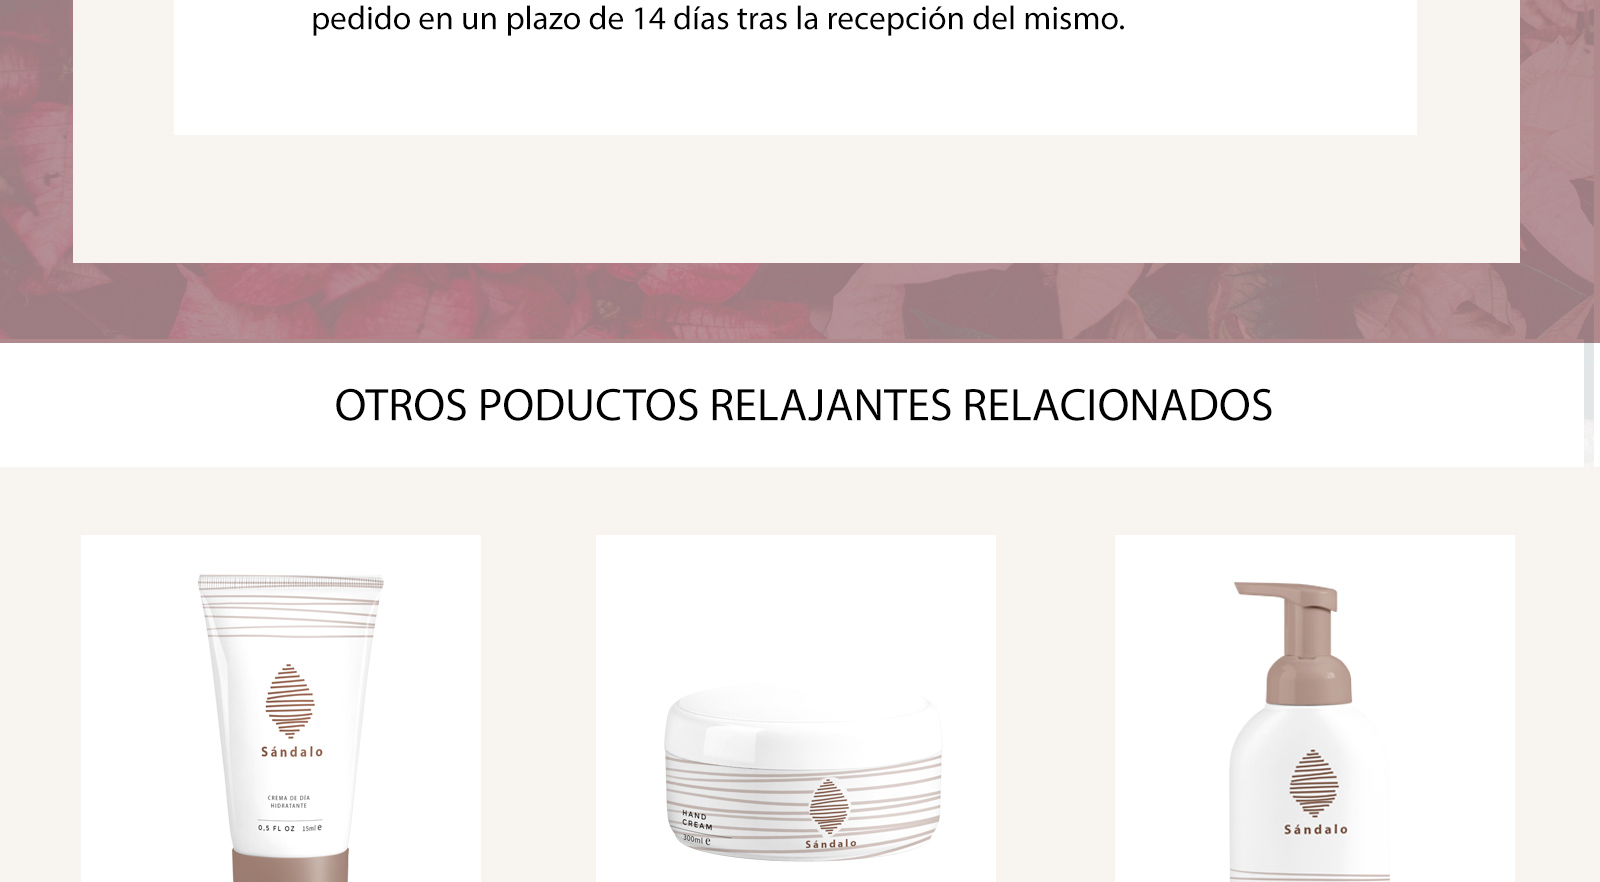 pedido en un plazo de 14 días tras la recepción del mismo.
OTROS PODUCTOS RELAJANTES RELACIONADOS
Sándalo
CREMA DE DÍA
HIDRATANTE
0.5 FL OZ 15ml e
HAND
CREAM
300ml e
Sándalo
Sándalo